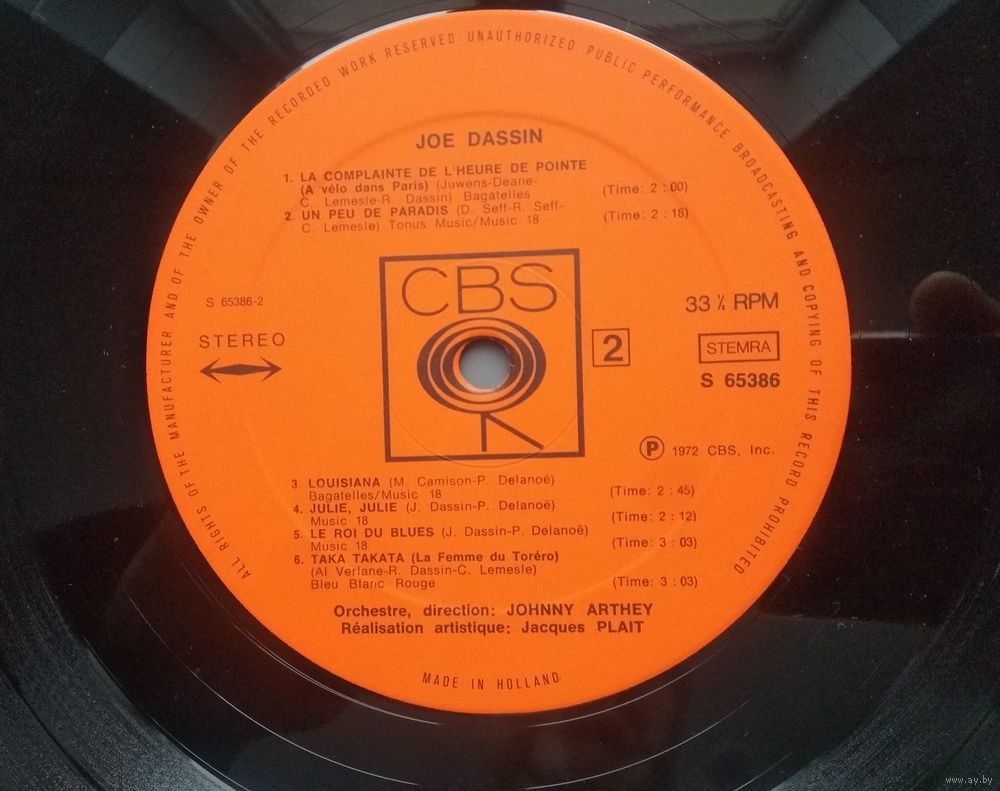 ALL RIGHTS OF THE MANUFACTURER AND OF THE OWNER OF THE RECORDED WORK RESERVED UNAUTHORIZED PUBLIC PERFORMANCE BROADCASTING AND COPYING OF THIS RECORD PROHIBITED
JOE DASSIN
1. LA COMPLAINTE DE L'HEURE DE POINTE
(A vélo dans Paris) (Juwens-Deane- (Time: 2 : 00)
C. Lemesle-R. Dassin) Bagatelles
2. UN PEU DE PARADIS (D. Seff-R. Seff- (Time: 2 : 18)
C. Lemesle) Tonus Music/Music 18
CBS
S 65386-2
33 ⅓ RPM
STEREO
2
STEMRA
S 65386
Ⓟ 1972 CBS, Inc.
3 LOUISIANA (M. Camison-P. Delanoë)
Bagatelles/Music 18 (Time: 2 : 45)
4. JULIE, JULIE (J. Dassin-P. Delanoë)
Music 18 (Time: 2 : 12)
5. LE ROI DU BLUES (J. Dassin-P. Delanoë)
Music 18 (Time: 3 : 03)
6. TAKA TAKATA (La Femme du Toréro)
(Al Verlane-R. Dassin-C. Lemesle)
Bleu Blanc Rouge (Time: 3 : 03)
Orchestre, direction: JOHNNY ARTHEY
Réalisation artistique: Jacques PLAIT
MADE IN HOLLAND
www.ay.by